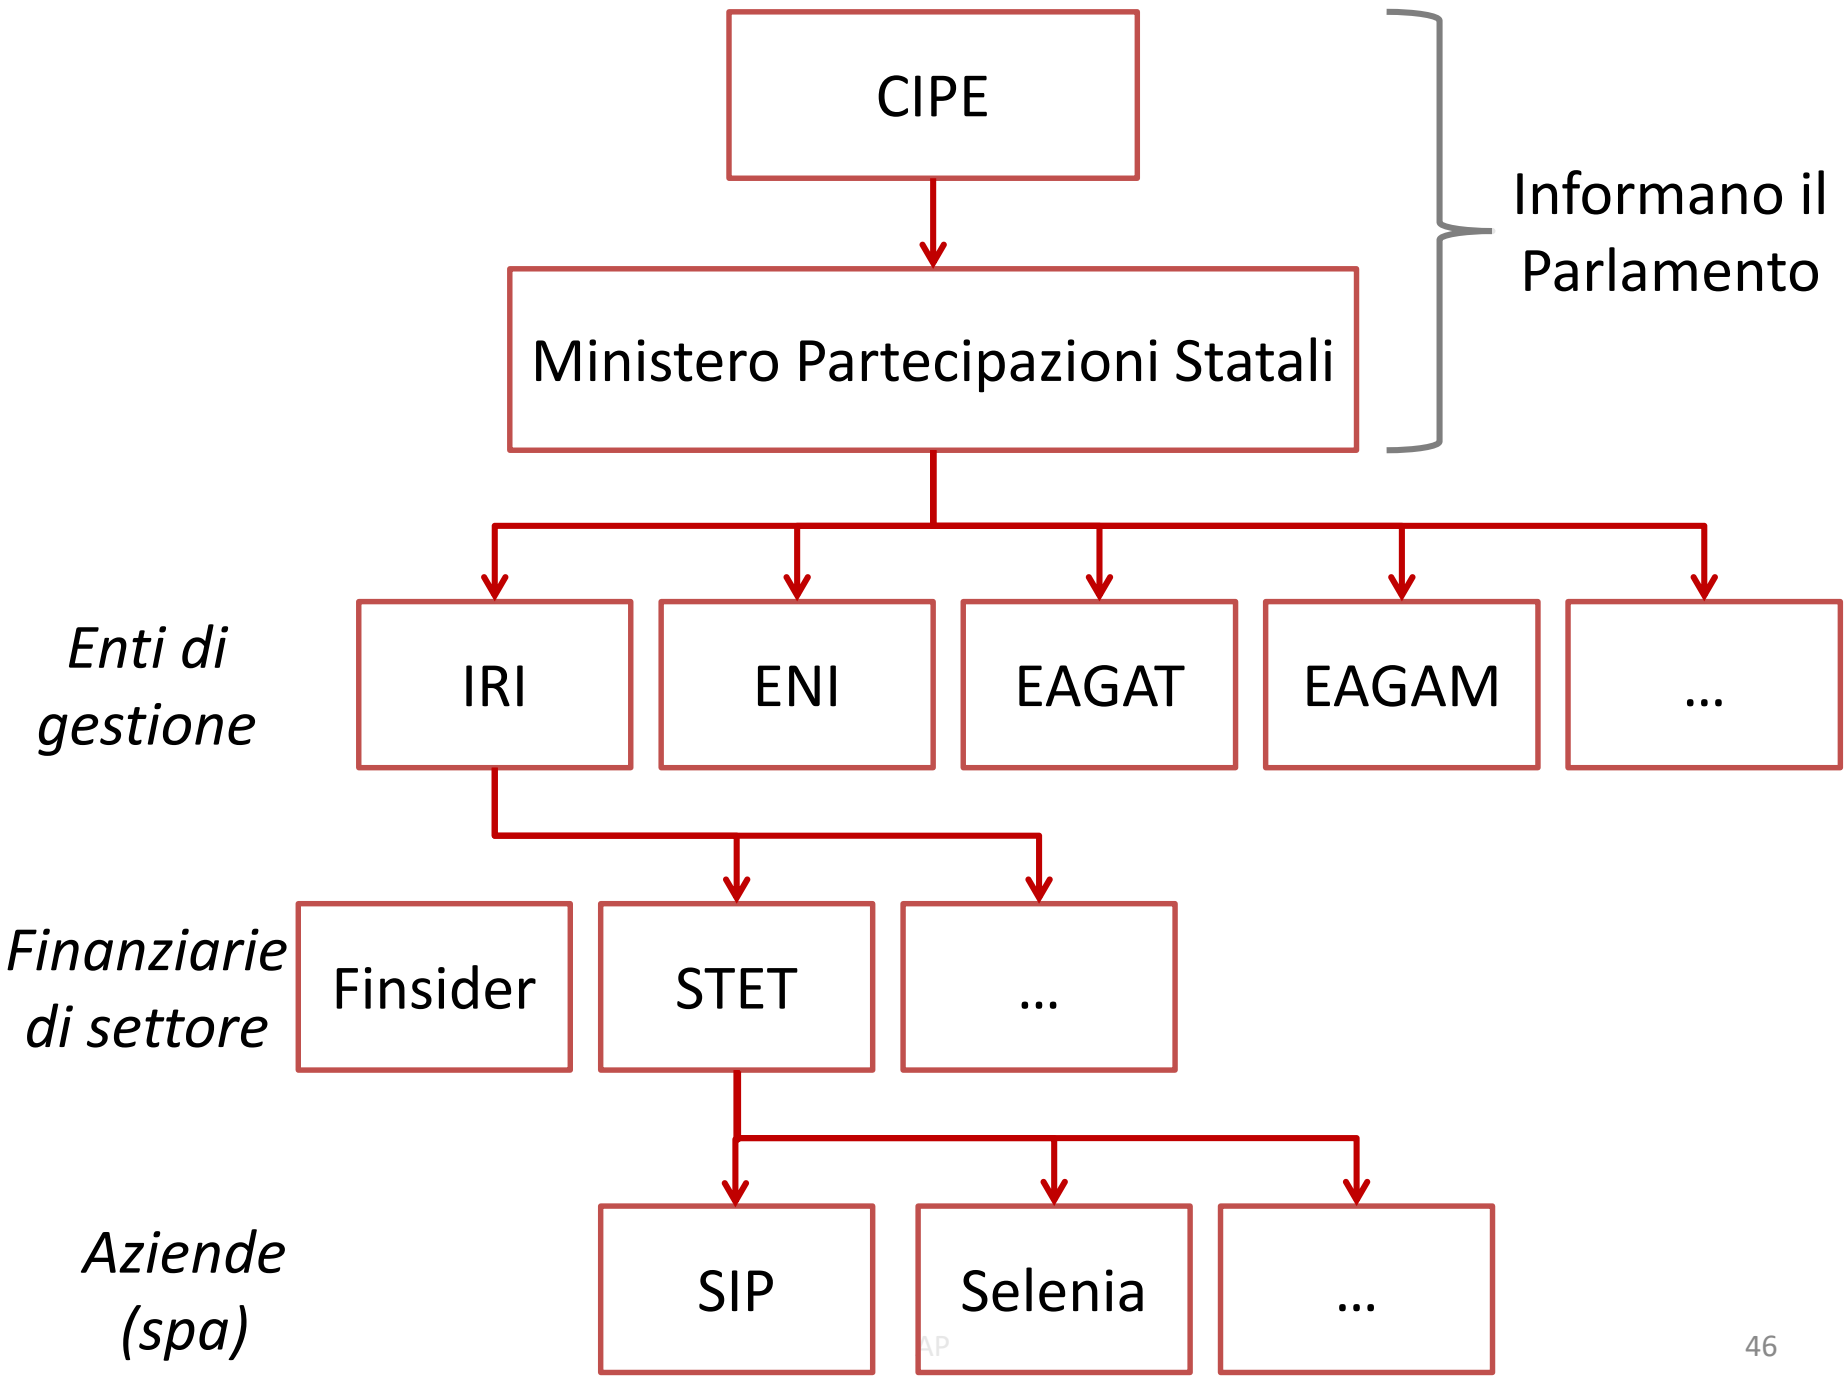 CIPE
Informano il
Parlamento
Ministero Partecipazioni Statali
Enti di
gestione
IRI
ENI
EAGAT
EAGAM
...
Finanziarie
di settore
Finsider
STET
...
Aziende
(spa)
SIP
Selenia
...
AP
46